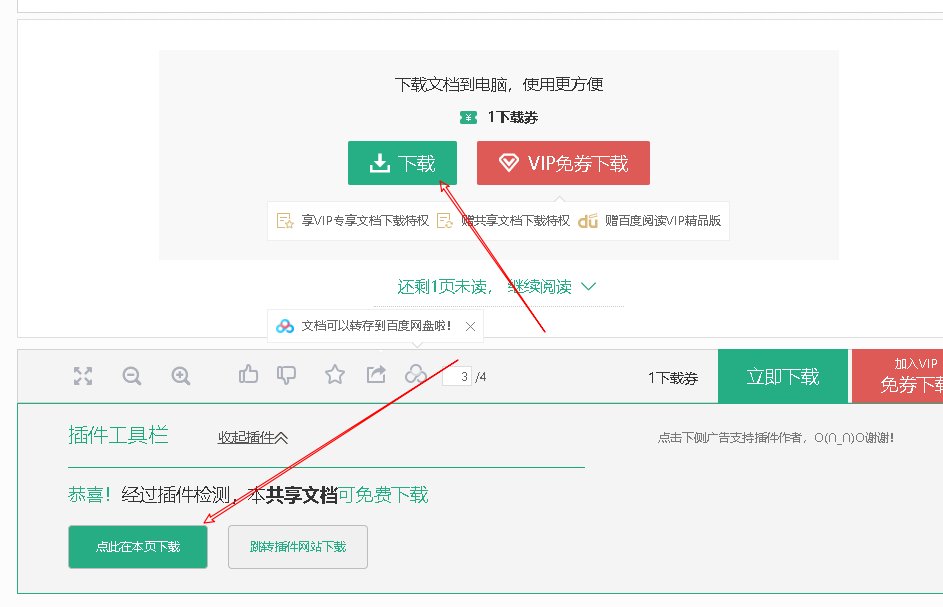 下载文档到电脑，使用更方便
¥ 1下载券
下载 VIP免券下载
享VIP专享文档下载特权 赠共享文档下载特权 du 赠百度阅读VIP精品版
还剩1页未读，继续阅读
文档可以转存到百度网盘啦！
3 /4 1下载券 立即下载 加入VIP
免券下载
插件工具栏 收起插件 点击下侧广告支持插件作者，O(∩_∩)O谢谢！
恭喜！经过插件检测，本共享文档可免费下载
点此在本页下载 跳转插件网站下载